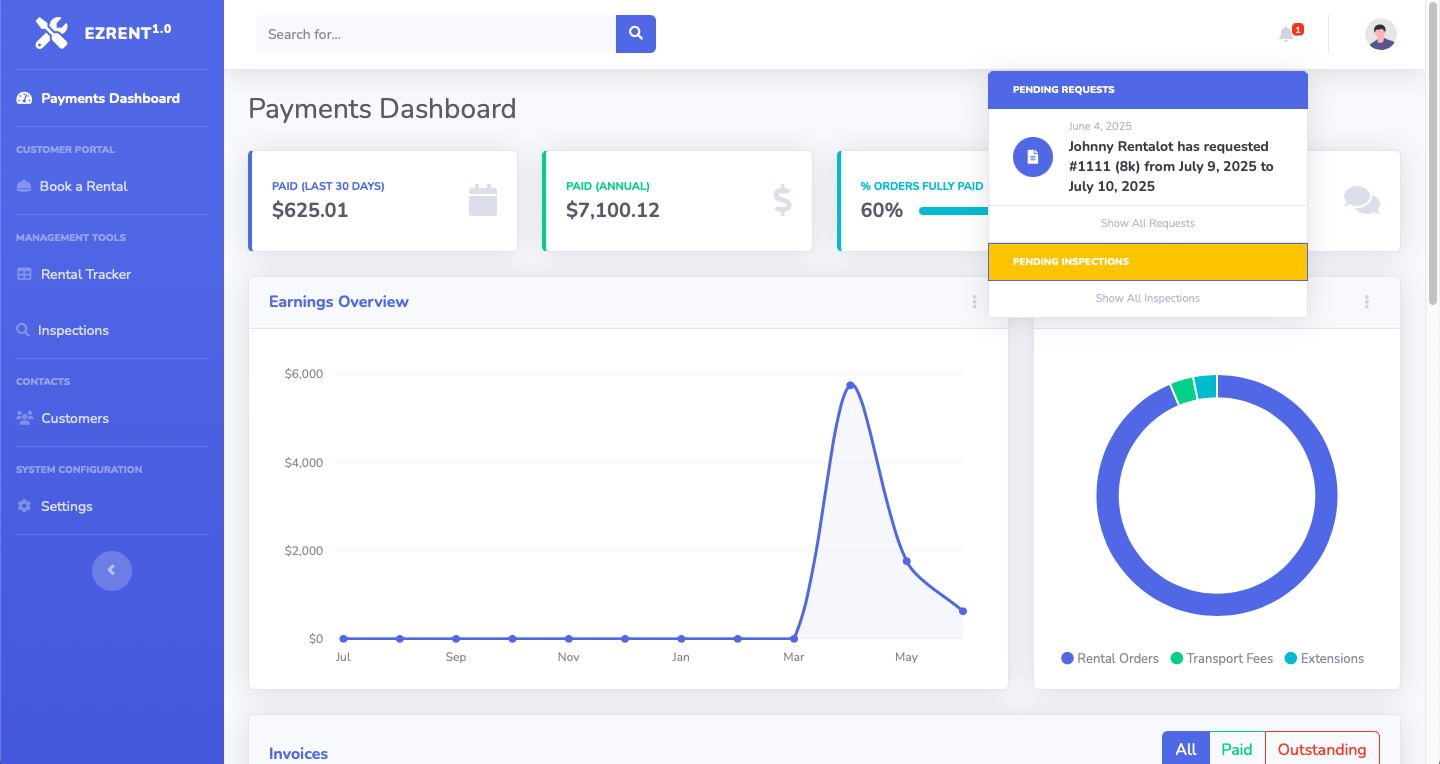 EZRENT1.0
Search for...
1
Payments Dashboard
CUSTOMER PORTAL
Book a Rental
MANAGEMENT TOOLS
Rental Tracker
Inspections
CONTACTS
Customers
SYSTEM CONFIGURATION
Settings
Payments Dashboard
PAID (LAST 30 DAYS)
$625.01
PAID (ANNUAL)
$7,100.12
% ORDERS FULLY PAID
60%
PENDING REQUESTS
June 4, 2025
Johnny Rentalot has requested
#1111 (8k) from July 9, 2025 to
July 10, 2025
Show All Requests
PENDING INSPECTIONS
Show All Inspections
Earnings Overview
$6,000
$4,000
$2,000
$0
Jul Sep Nov Jan Mar May
Rental Orders Transport Fees Extensions
Invoices
All Paid Outstanding